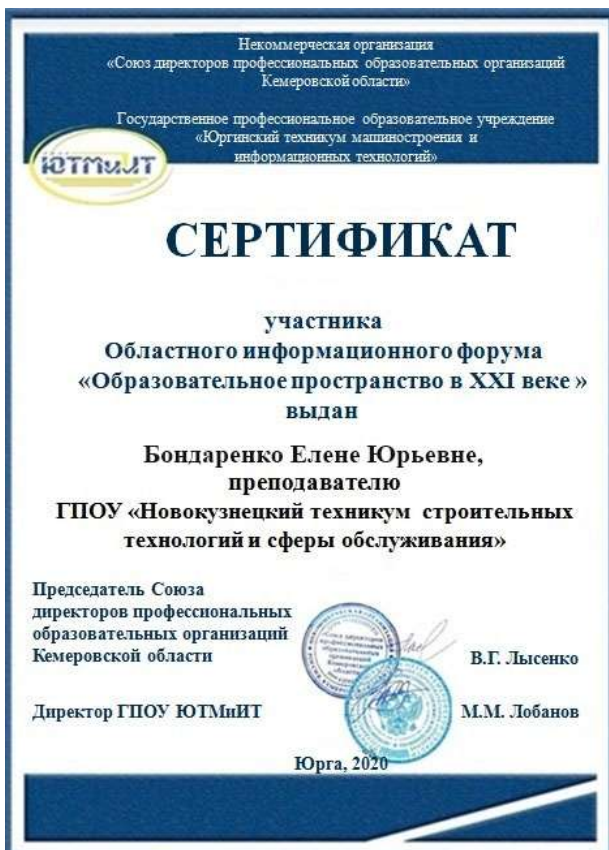 Некоммерческая организация
«Союз директоров профессиональных образовательных организаций
Кемеровской области»
Государственное профессиональное образовательное учреждение
«Юргинский техникум машиностроения и
информационных технологий»
ЮТМиИТ
СЕРТИФИКАТ
участника
Областного информационного форума
«Образовательное пространство в XXI веке »
выдан
Бондаренко Елене Юрьевне,
преподавателю
ГПОУ «Новокузнецкий техникум строительных
технологий и сферы обслуживания»
Председатель Союза
директоров профессиональных
образовательных организаций
Кемеровской области
В.Г. Лысенко
Директор ГПОУ ЮТМиИТ
М.М. Лобанов
Юрга, 2020